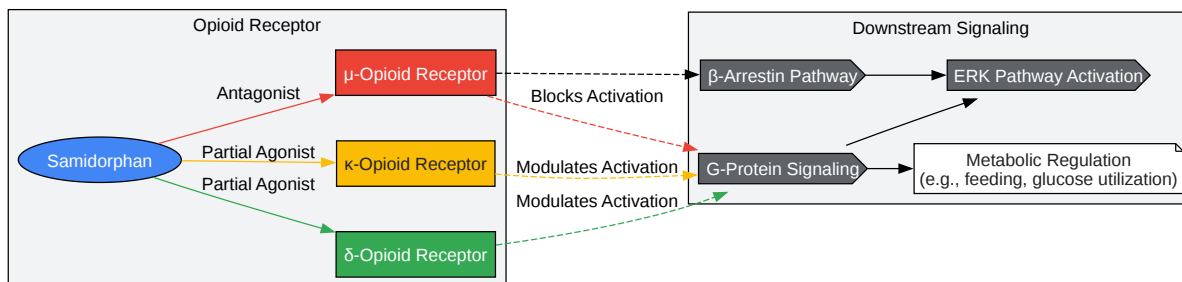 Opioid Receptor
Downstream Signaling
μ-Opioid Receptor
β-Arrestin Pathway
ERK Pathway Activation
Antagonist
Blocks Activation
Samidorphan
Partial Agonist
κ-Opioid Receptor
Modulates Activation
G-Protein Signaling
Metabolic Regulation
(e.g., feeding, glucose utilization)
Partial Agonist
Modulates Activation
δ-Opioid Receptor